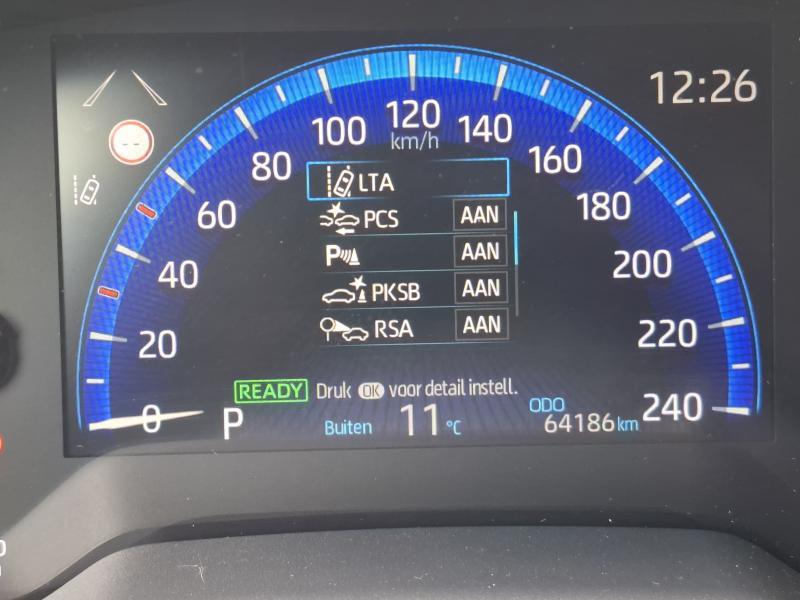 12:26
120
km/h
100
140
80
160
60
180
40
200
20
220
0
240
LTA
PCS AAN
P
AAN
PKSB AAN
RSA AAN
READY Druk OK voor detail instell.
P
Buiten 11 °C
ODO
64186 km
0